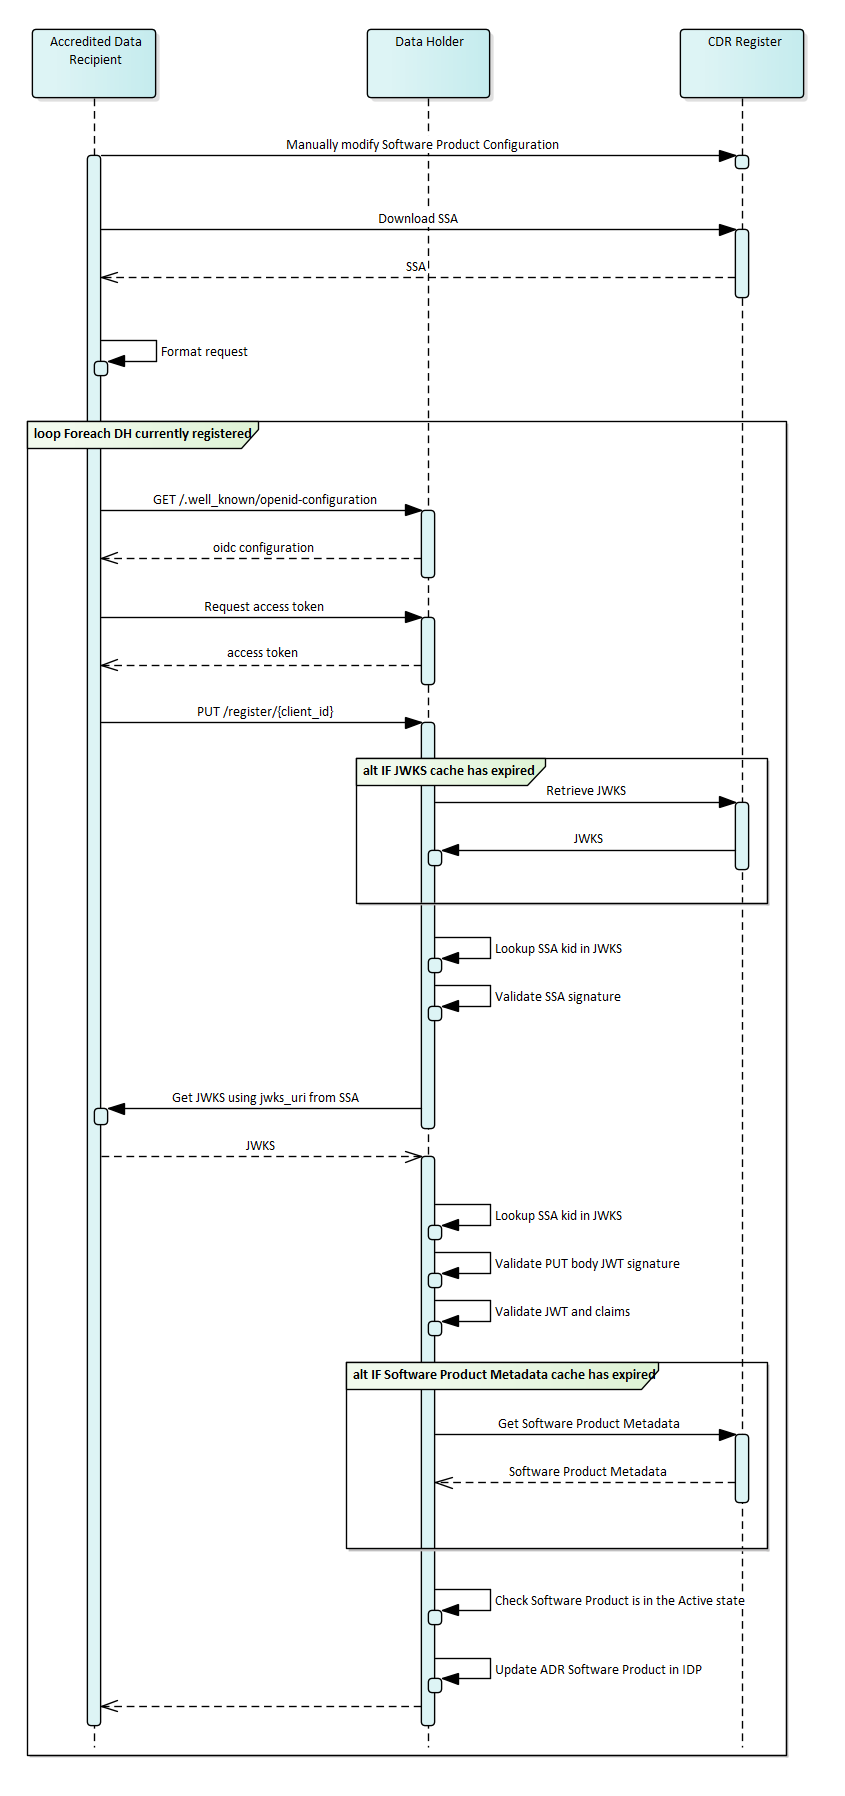 Accredited Data
Recipient
Data Holder
CDR Register
Manually modify Software Product Configuration
Download SSA
SSA
Format request
loop Foreach DH currently registered
GET /.well_known/openid-configuration
oidc configuration
Request access token
access token
PUT /register/{client_id}
alt IF JWKS cache has expired
Retrieve JWKS
JWKS
Lookup SSA kid in JWKS
Validate SSA signature
Get JWKS using jwks_uri from SSA
JWKS
Lookup SSA kid in JWKS
Validate PUT body JWT signature
Validate JWT and claims
alt IF Software Product Metadata cache has expired
Get Software Product Metadata
Software Product Metadata
Check Software Product is in the Active state
Update ADR Software Product in IDP